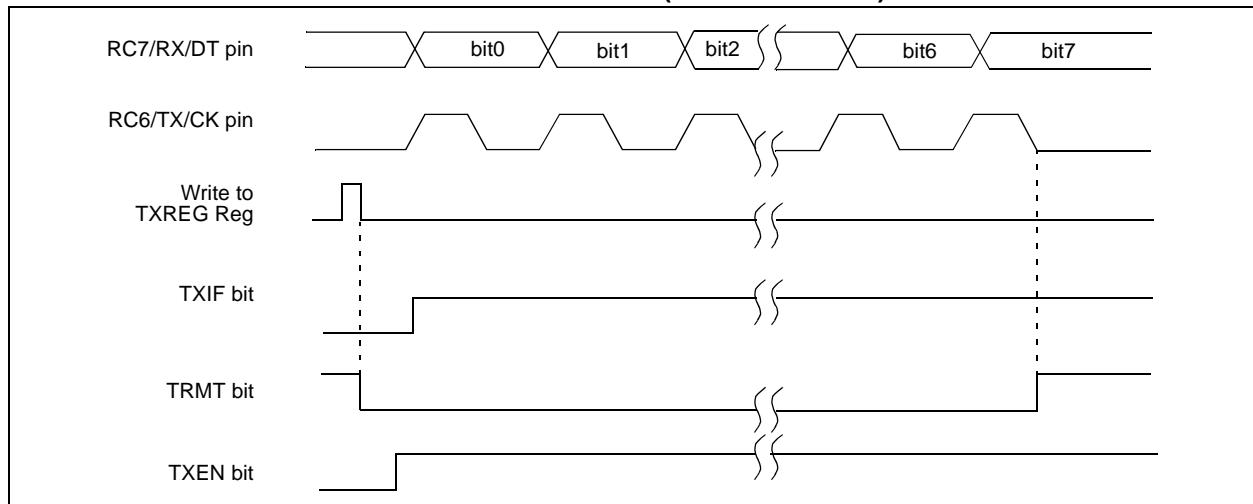 RC7/RX/DT pin
bit0
bit1
bit2
bit6
bit7
RC6/TX/CK pin
Write to
TXREG Reg
TXIF bit
TRMT bit
TXEN bit